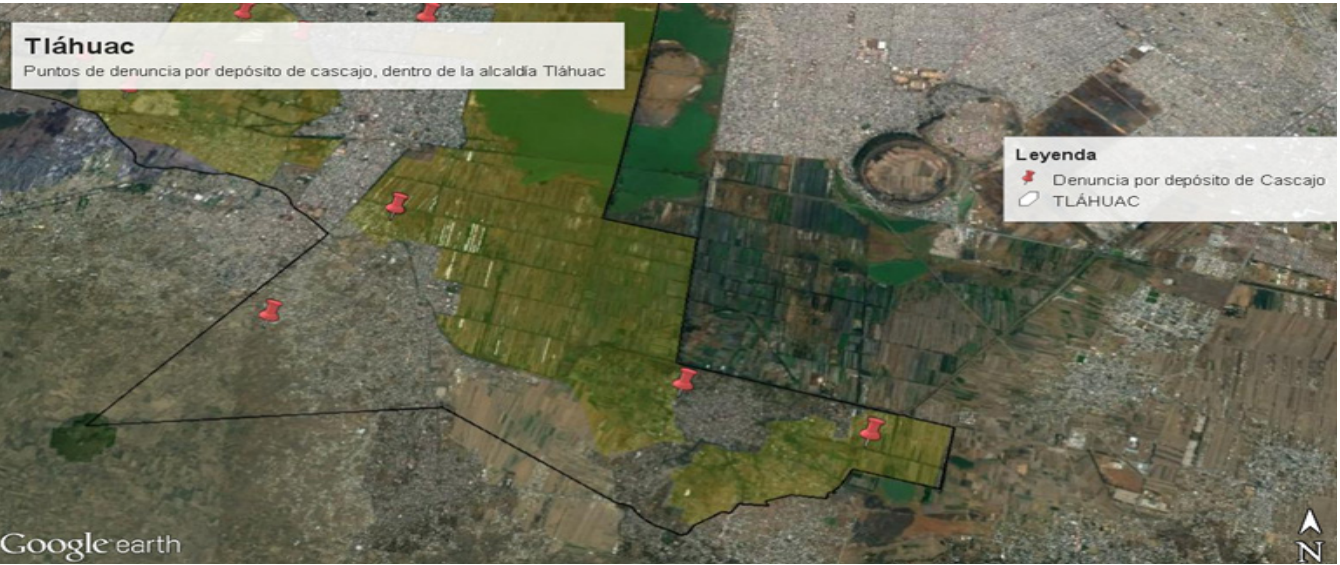 Tláhuac
Puntos de denuncia por depósito de cascajo, dentro de la alcaldía Tláhuac
Leyenda
Denuncia por depósito de Cascajo
TLÁHUAC
Google earth
N